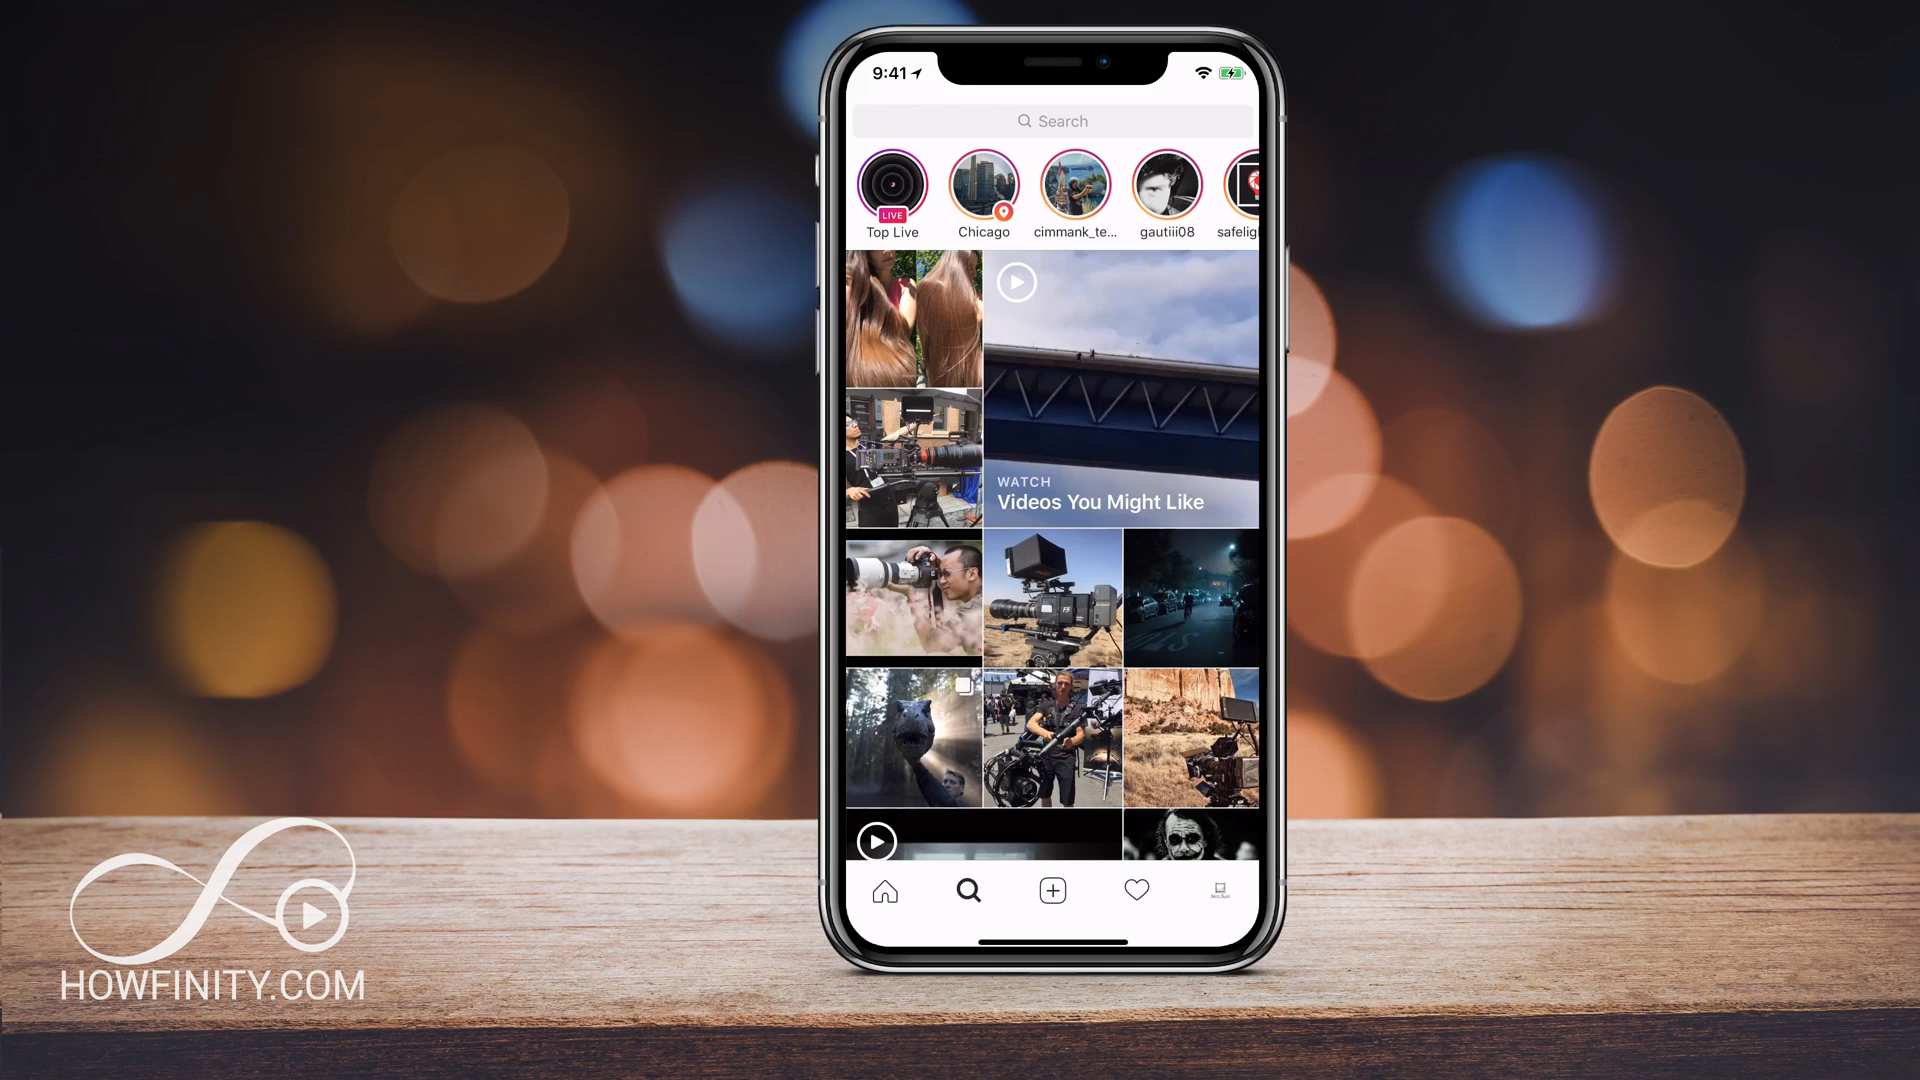 9:41
Search
LIVE
Top Live
Chicago
cimmank_te...
gautiii08
safelig
WATCH
Videos You Might Like
HOWFINITY.COM